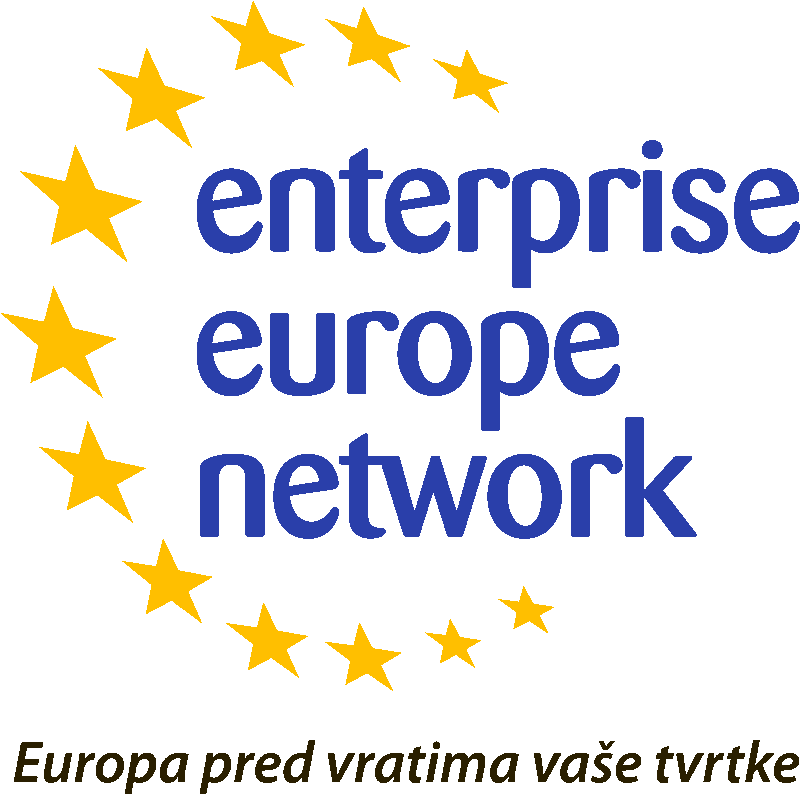 enterprise
europe
network
Europa pred vratima vaše tvrtke